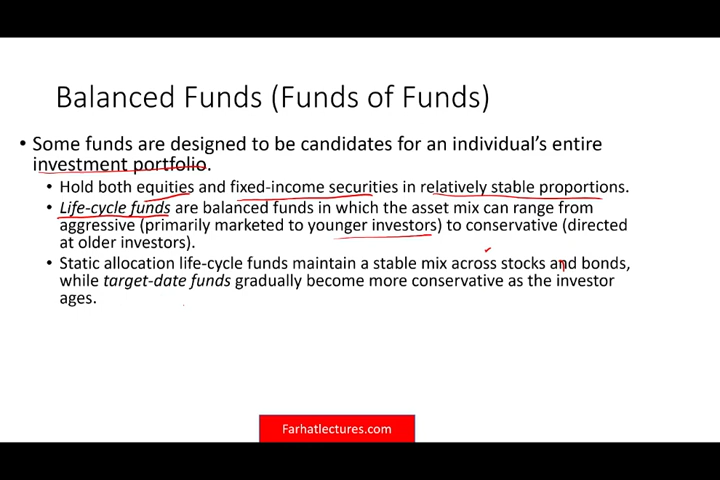 Balanced Funds (Funds of Funds)
• Some funds are designed to be candidates for an individual’s entire
investment portfolio.
• Hold both equities and fixed-income securities in relatively stable proportions.
• Life-cycle funds are balanced funds in which the asset mix can range from
aggressive (primarily marketed to younger investors) to conservative (directed
at older investors).
• Static allocation life-cycle funds maintain a stable mix across stocks and bonds,
while target-date funds gradually become more conservative as the investor
ages.
Farhatlectures.com